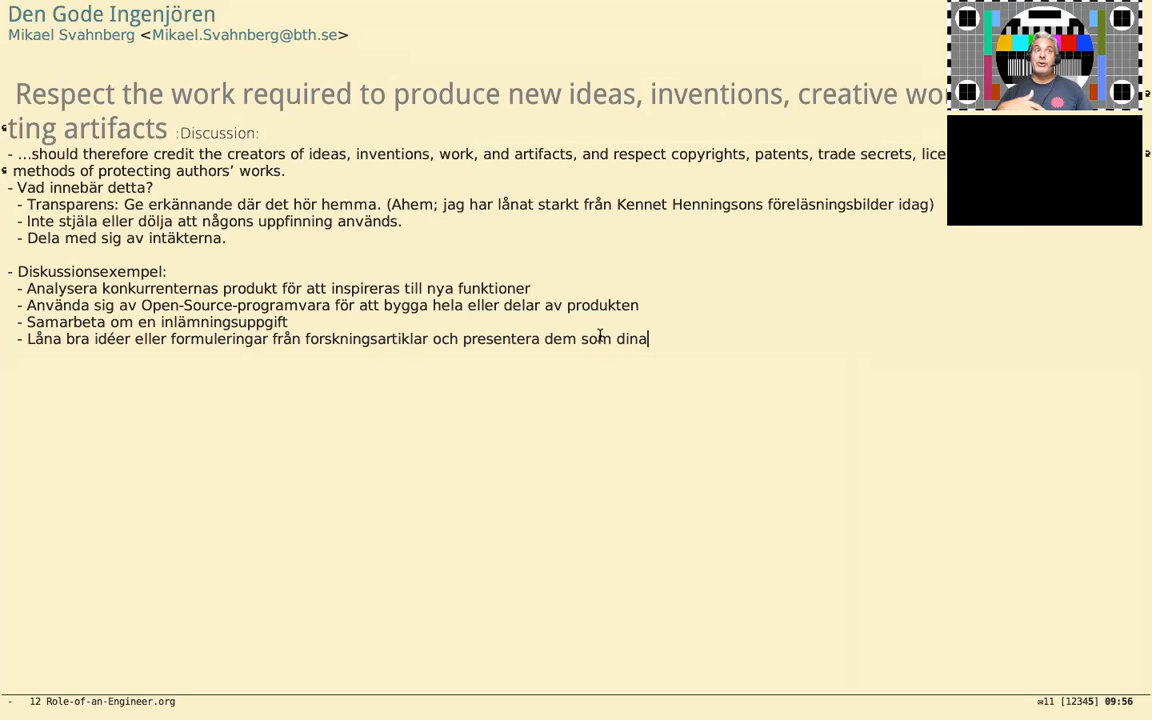 Den Gode Ingenjören
Mikael Svahnberg <Mikael.Svahnberg@bth.se>
Respect the work required to produce new ideas, inventions, creative
ting artifacts :Discussion:
- ...should therefore credit the creators of ideas, inventions, work, and artifacts, and respect copyrights, patents, trade secrets,
methods of protecting authors’ works.
- Vad innebär detta?
- Transparens: Ge erkännande där det hör hemma. (Ahem; jag har lånat starkt från Kennet Henningsons föreläsningsbilder idag)
- Inte stjäla eller dölja att någons uppfinning används.
- Dela med sig av intäkterna.
- Diskussionsexempel:
- Analysera konkurrenternas produkt för att inspireras till nya funktioner
- Använda sig av Open-Source-programvara för att bygga hela eller delar av produkten
- Samarbeta om en inlämningsuppgift
- Låna bra idéer eller formuleringar från forskningsartiklar och presentera dem som dina
- 12 Role-of-an-Engineer.org
✉11 [12345] 09:56